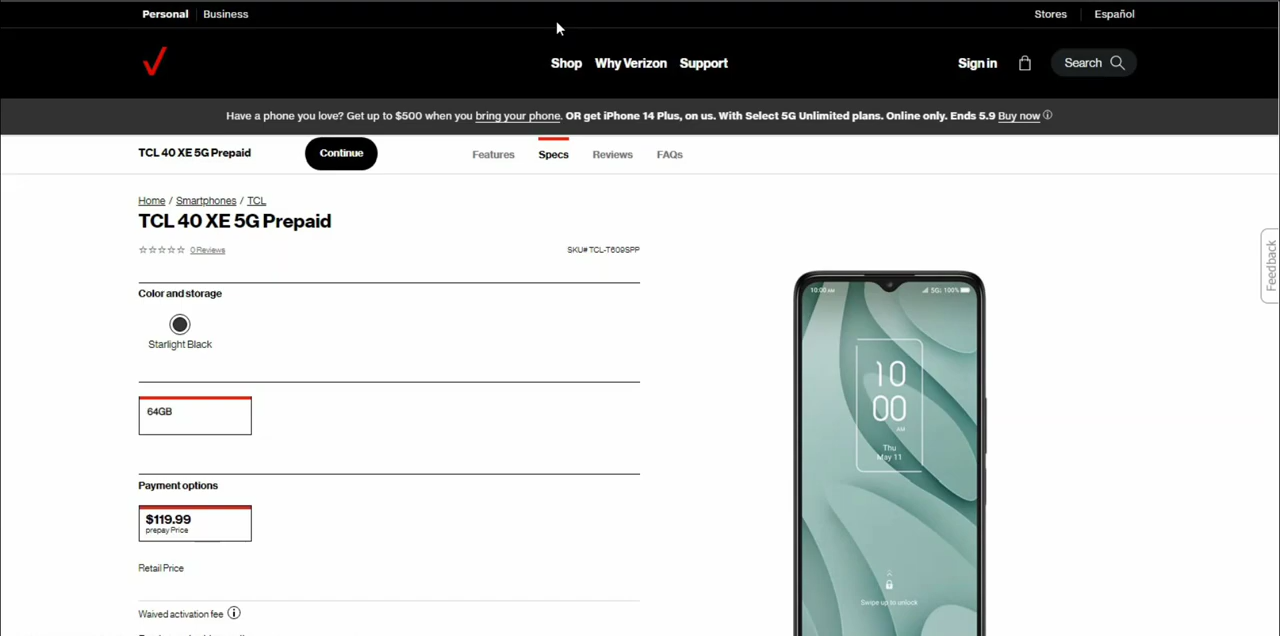 Personal Business Stores Español
Shop Why Verizon Support Sign in Search
Have a phone you love? Get up to $500 when you bring your phone. OR get iPhone 14 Plus, on us. With Select 5G Unlimited plans. Online only. Ends 5.9 Buy now
TCL 40 XE 5G Prepaid Continue Features Specs Reviews FAQs
Home / Smartphones / TCL
TCL 40 XE 5G Prepaid
0 Reviews SKU# TCL-T609SPP
Color and storage
Starlight Black
64GB
Payment options
$119.99
prepay Price
Retail Price
Waived activation fee
Feedback
10:00 AM 5G 100%
10
00
AM
Thu
May 11
Swipe up to unlock